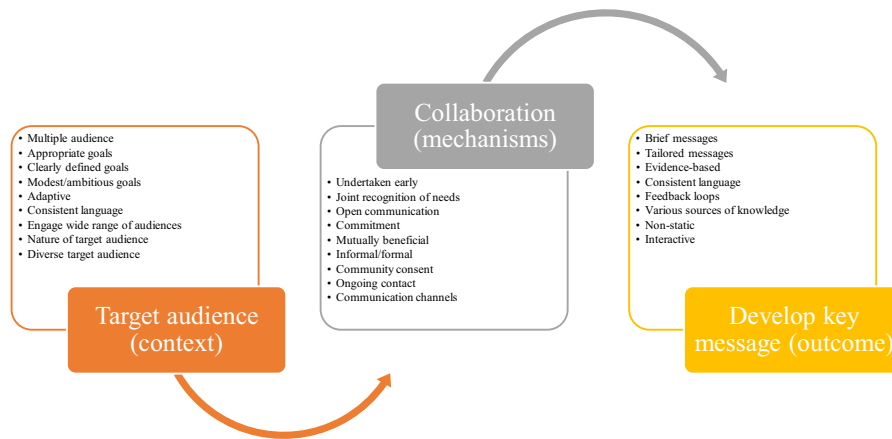 • Multiple audience
• Appropriate goals
• Clearly defined goals
• Modest/ambitious goals
• Adaptive
• Consistent language
• Engage wide range of audiences
• Nature of target audience
• Diverse target audience
Target audience
(context)
Collaboration
(mechanisms)
• Undertaken early
• Joint recognition of needs
• Open communication
• Commitment
• Mutually beneficial
• Informal/formal
• Community consent
• Ongoing contact
• Communication channels
• Brief messages
• Tailored messages
• Evidence-based
• Consistent language
• Feedback loops
• Various sources of knowledge
• Non-static
• Interactive
Develop key
message (outcome)